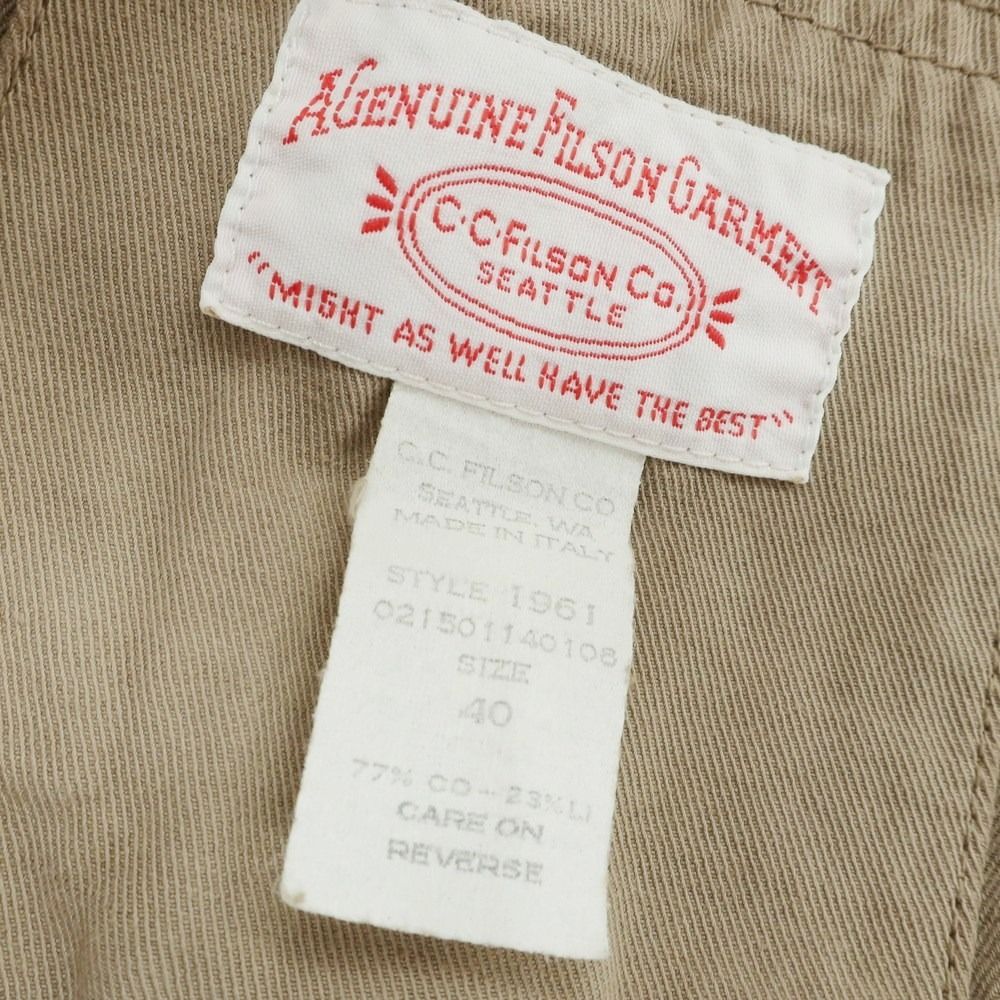 A GENUINE FILSON GARMENT
C·C·FILSON CO.
SEATTLE
"MIGHT AS WELL HAVE THE BEST"
C.C. FILSON CO
SEATTLE, WA
MADE IN ITALY
STYLE 1961
021501140108
SIZE
40
77% CO - 23% LI
CARE ON
REVERSE